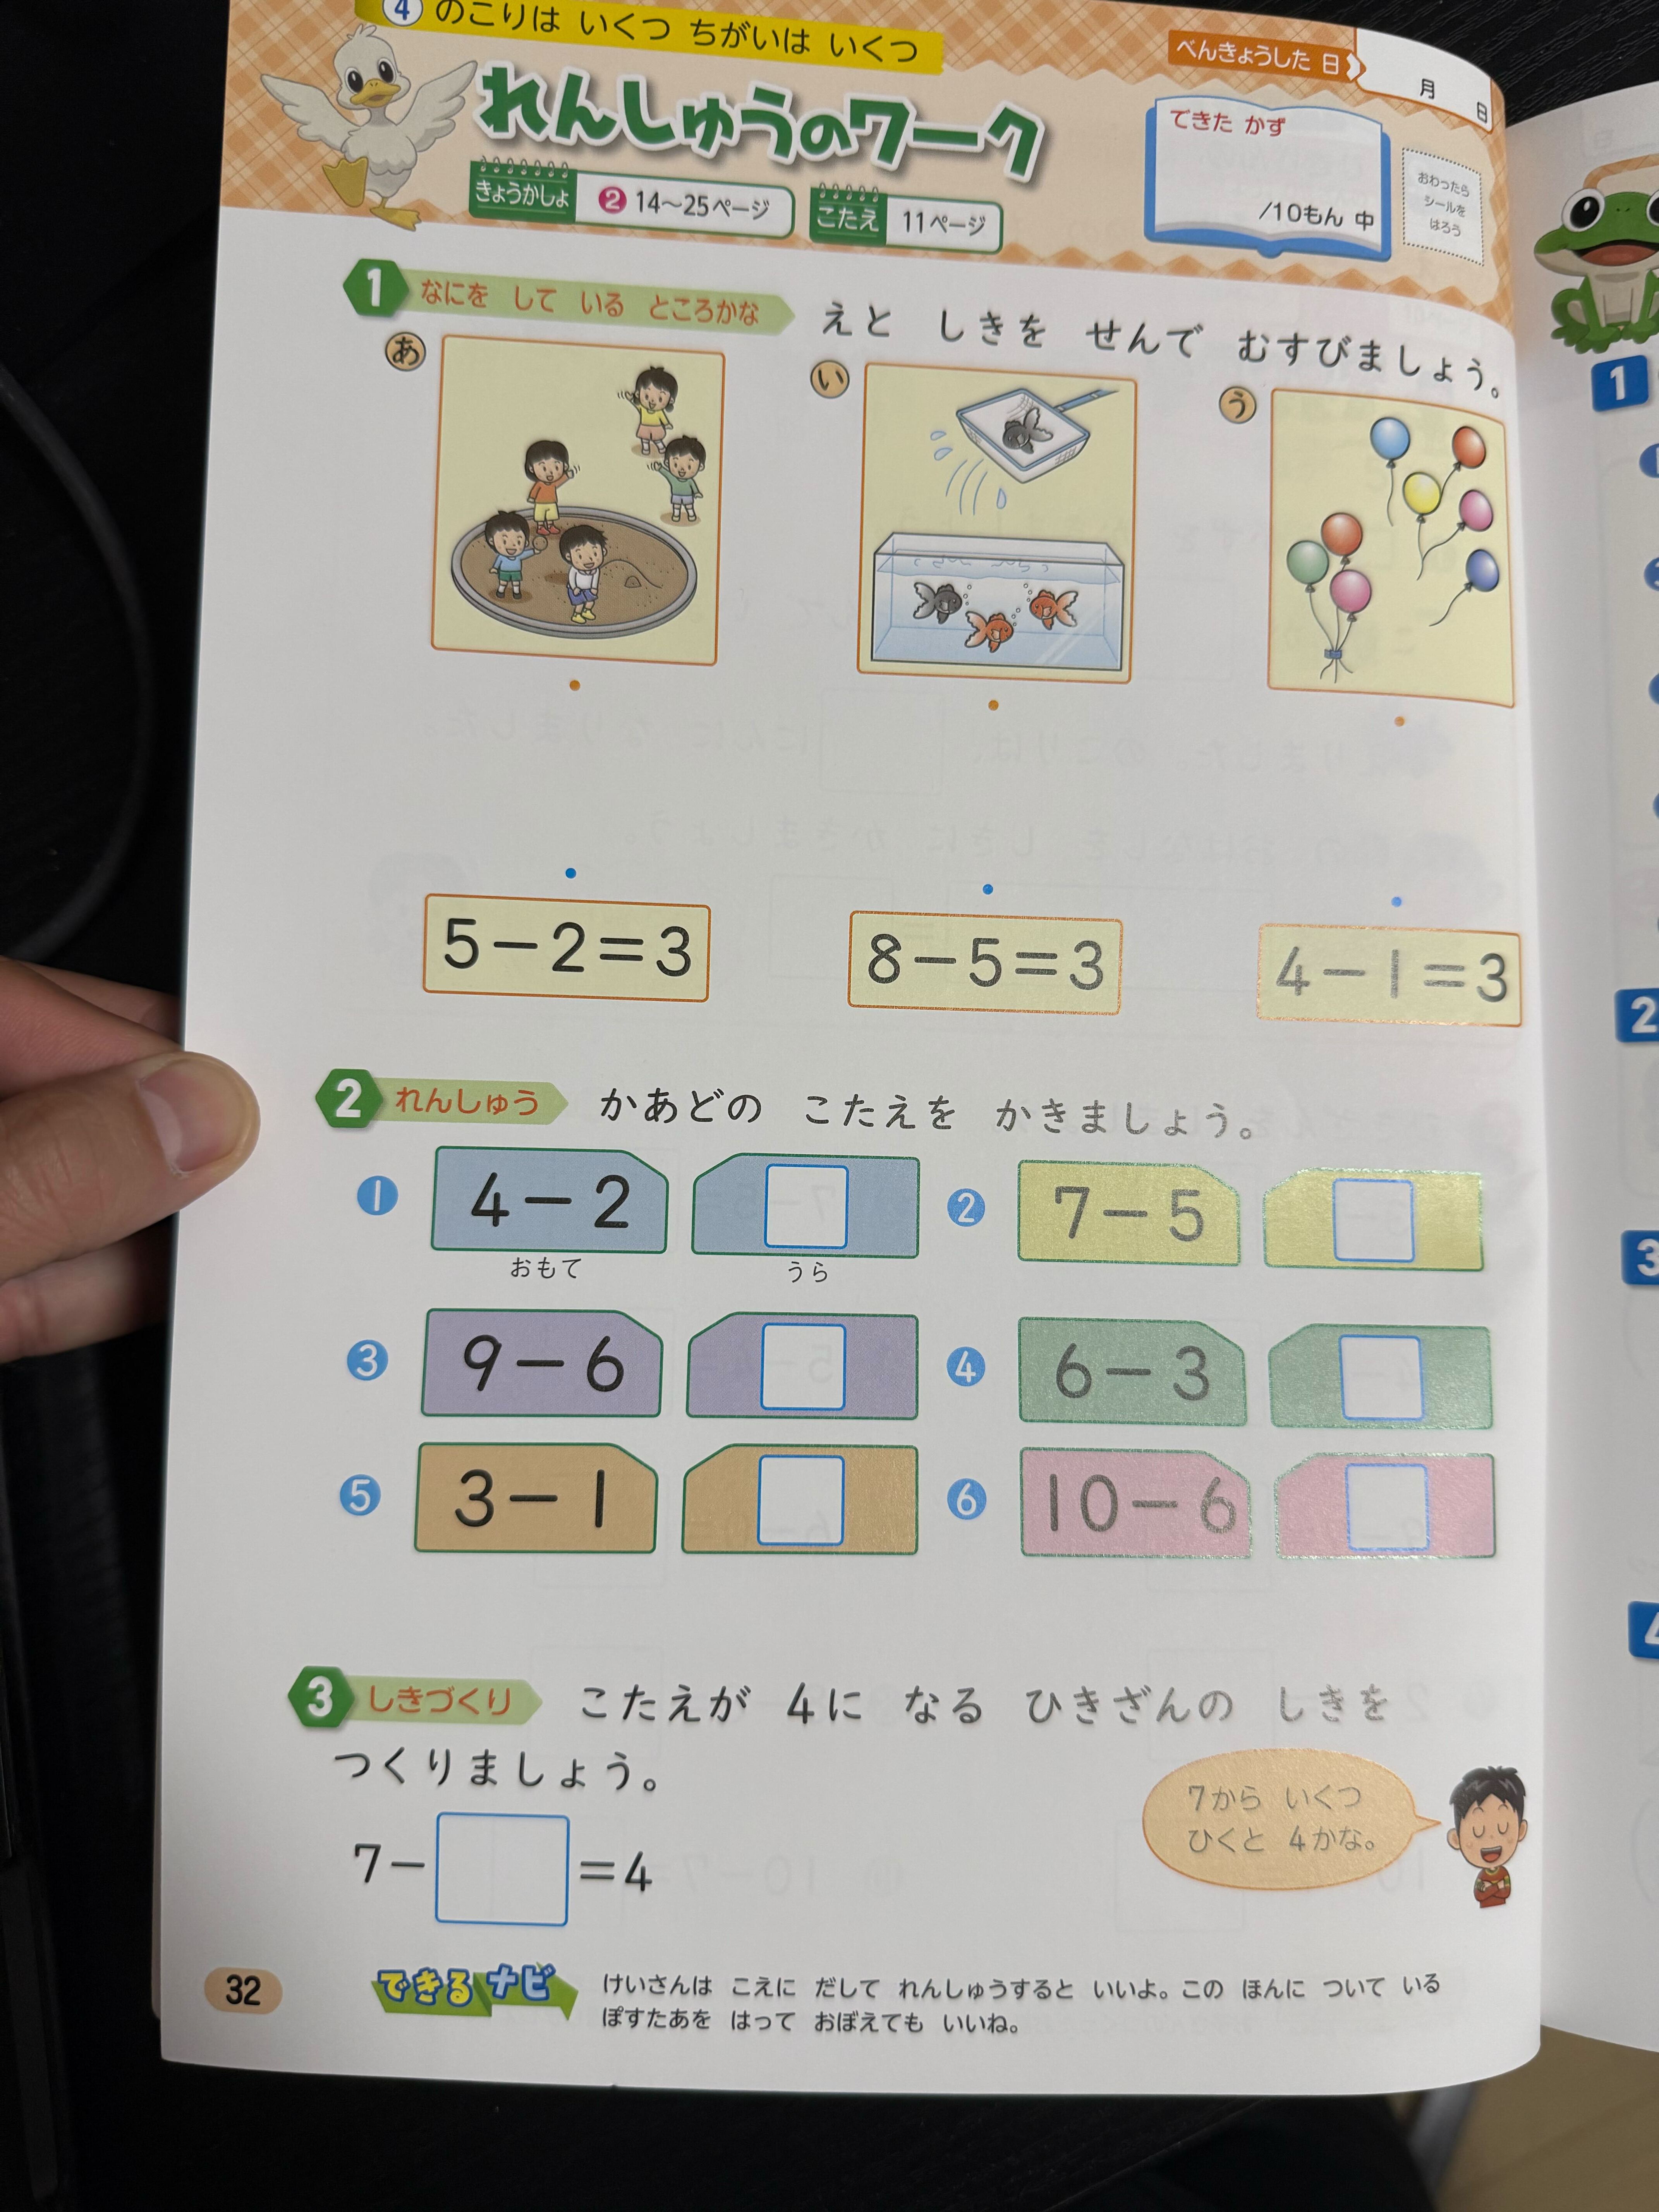 4 のこりは いくつ ちがいは いくつ
べんきょうした 日
月 日
れんしゅうのワーク
きょうかしょ ❷ 14〜25ページ
こたえ 11ページ
できた かず
/10もん 中
おわったら
シールを
はろう
1 なにを して いる ところかな えと しきを せんで むすびましょう。
あ い う
5−2=3 8−5=3 4−1=3
2 れんしゅう かあどの こたえを かきましょう。
① 4−2 ② 7−5
おもて うら
③ 9−6 ④ 6−3
⑤ 3−1 ⑥ 10−6
3 しきづくり こたえが 4に なる ひきざんの しきを
つくりましょう。
7から いくつ
ひくと 4かな。
7−□=4
32
できるナビ けいさんは こえに だして れんしゅうすると いいよ。この ほんに ついて いる
ぽすたあを はって おぼえても いいね。
1
2
3
4